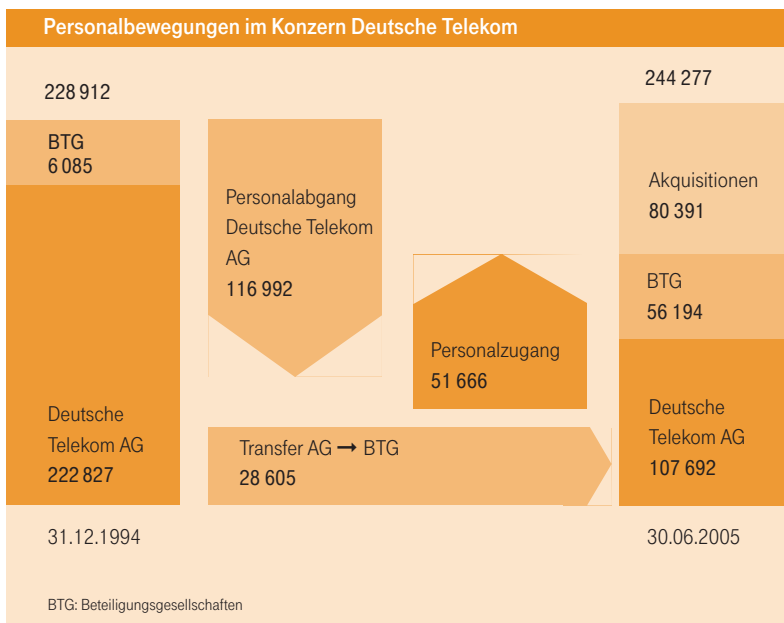 Personalbewegungen im Konzern Deutsche Telekom
228 912
BTG
6 085
Deutsche
Telekom AG
222 827
31.12.1994
Personalabgang
Deutsche Telekom
AG
116 992
Personalzugang
51 666
Transfer AG → BTG
28 605
244 277
Akquisitionen
80 391
BTG
56 194
Deutsche
Telekom AG
107 692
30.06.2005
BTG: Beteiligungsgesellschaften